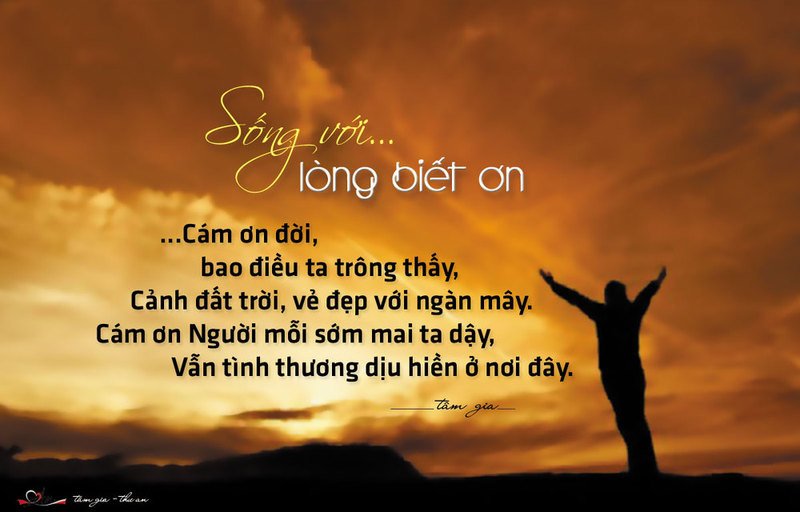 Sống với...
lòng biết ơn
...Cám ơn đời,
bao điều ta trông thấy,
Cảnh đất trời, vẻ đẹp với ngàn mây.
Cám ơn Người mỗi sớm mai ta dậy,
Vẫn tình thương dịu hiền ở nơi đây.
tâm gia
tâm gia - thư an